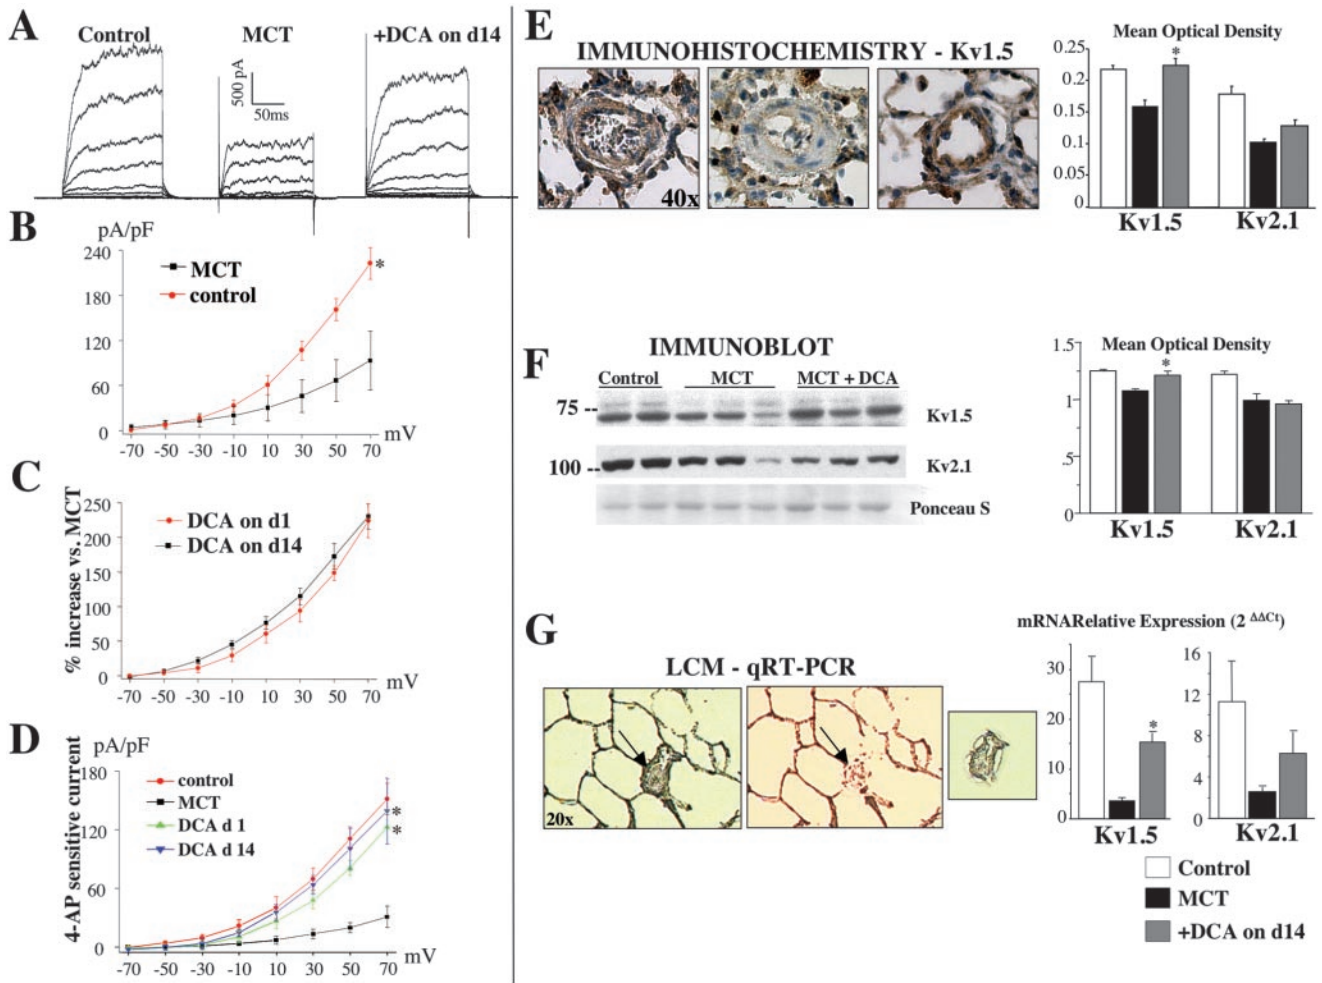 A
Control
MCT
+DCA on d14
500 pA
50ms
B
pA/pF
240
180
120
60
0
MCT
control
*
-70 -50 -30 -10 10 30 50 70
mV
C
% increase vs. MCT
250
200
150
100
50
0
DCA on d1
DCA on d14
-70 -50 -30 -10 10 30 50 70
mV
D
pA/pF
4-AP sensitive current
180
120
60
0
control
MCT
DCA d 1
DCA d 14
*
*
-70 -50 -30 -10 10 30 50 70
mV
E
IMMUNOHISTOCHEMISTRY - Kv1.5
40x
Mean Optical Density
0.25
0.2
0.15
0.1
0.05
0
*
Kv1.5 Kv2.1
F
IMMUNOBLOT
Control MCT MCT + DCA
75 --
Kv1.5
100 --
Kv2.1
Ponceau S
Mean Optical Density
1.5
1
.5
0
*
Kv1.5 Kv2.1
G
LCM - qRT-PCR
20x
mRNARelative Expression (2 ΔΔCt)
30
20
10
0
*
Kv1.5
16
12
8
4
0
Kv2.1
Control
MCT
+DCA on d14